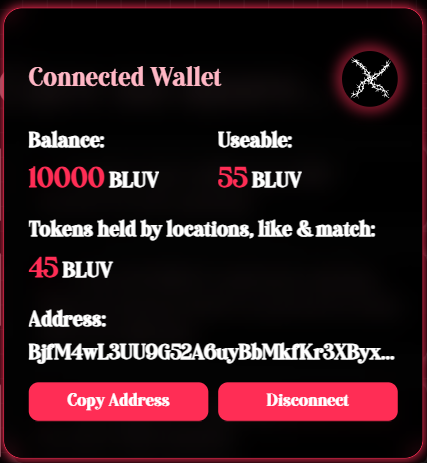 Connected Wallet
Balance: Useable:
10000 BLUV 55 BLUV
Tokens held by locations, like & match:
45 BLUV
Address:
BjfM4wL3UU9G52A6uyBbMkfKr3XByx...
Copy Address Disconnect